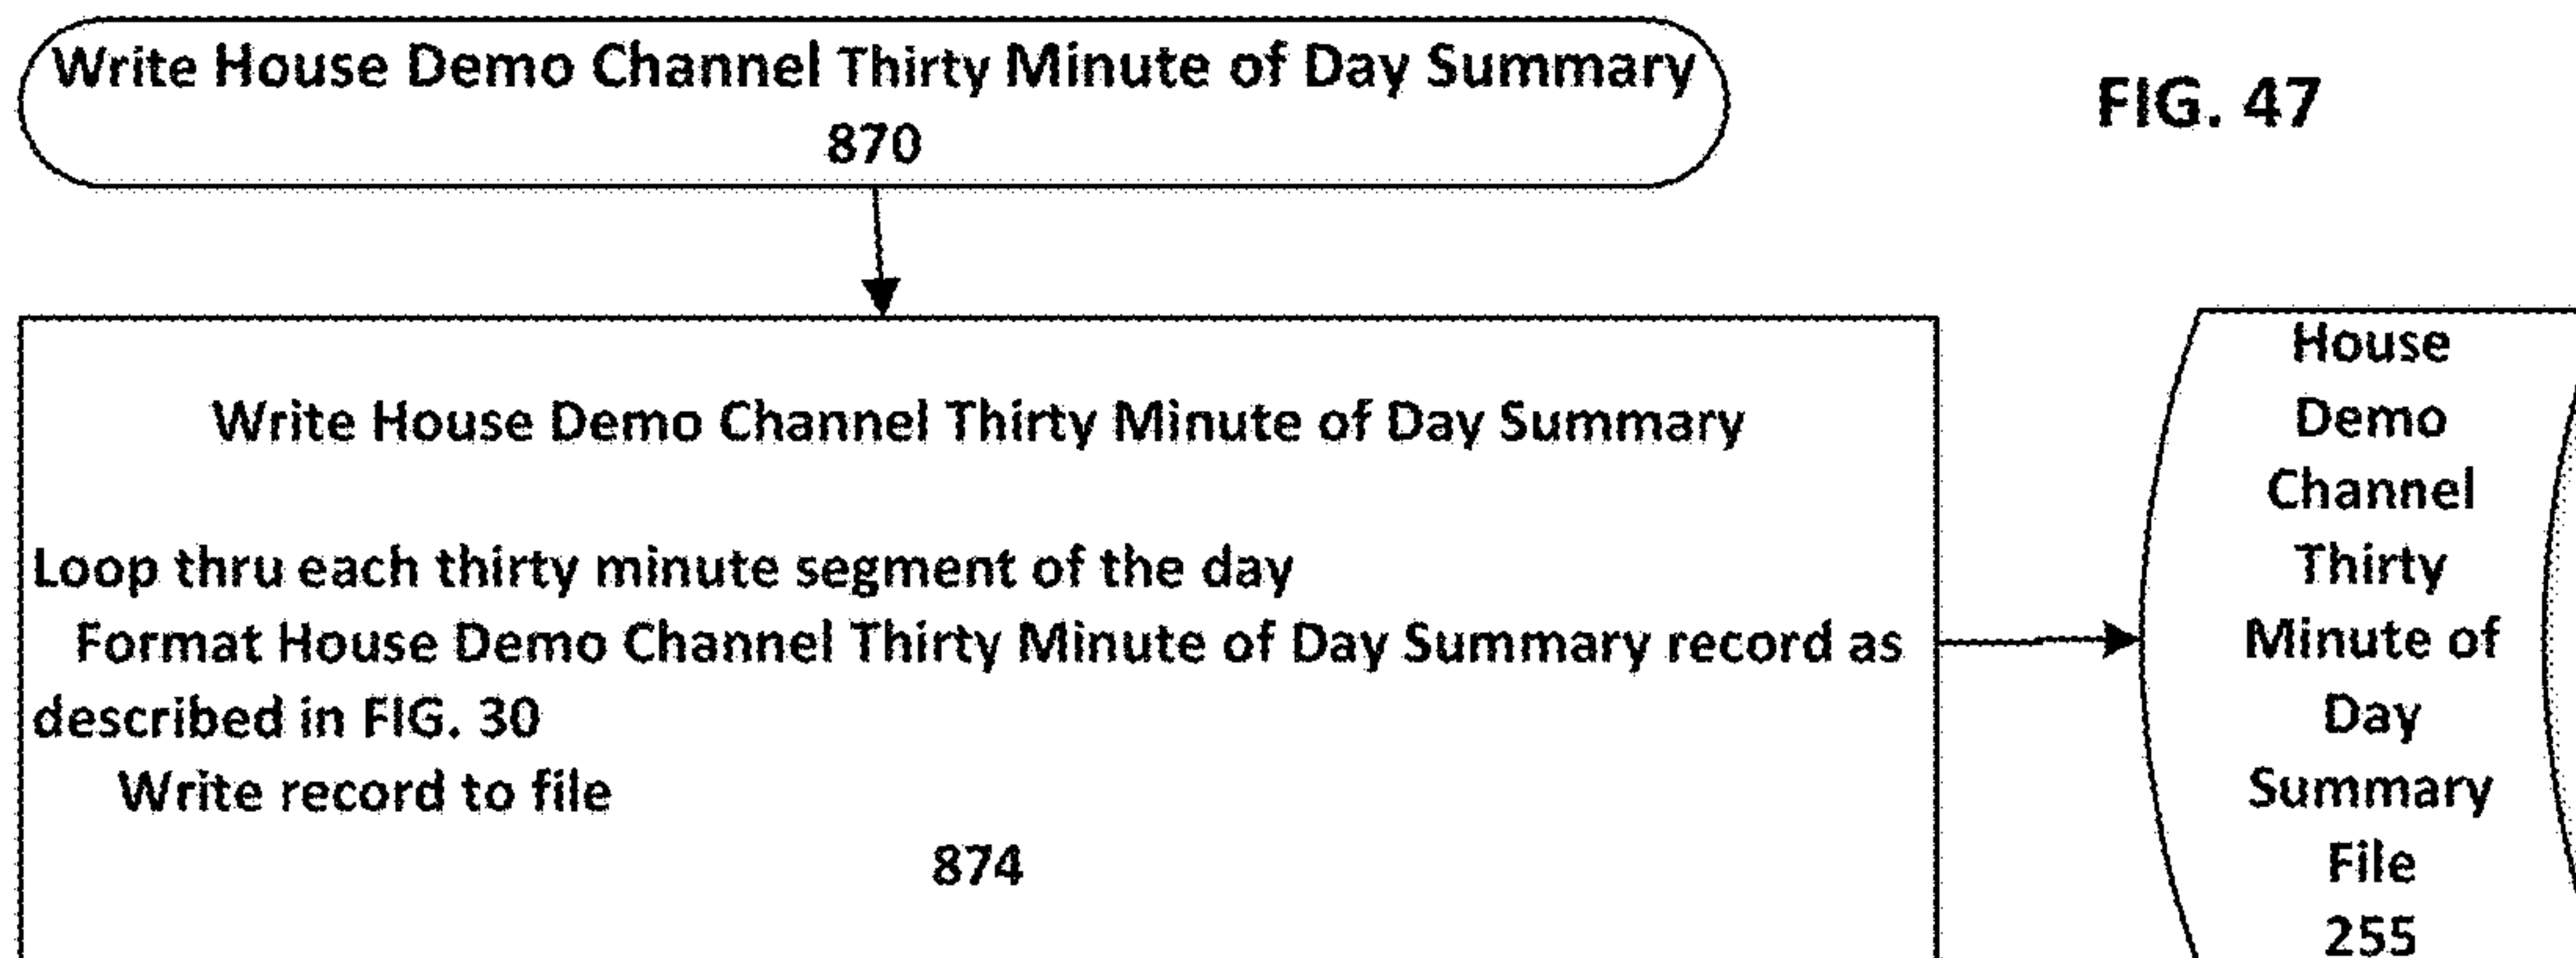 Write House Demo Channel Thirty Minute of Day Summary
870
FIG. 47
Write House Demo Channel Thirty Minute of Day Summary
Loop thru each thirty minute segment of the day
Format House Demo Channel Thirty Minute of Day Summary record as
described in FIG. 30
Write record to file
874
House
Demo
Channel
Thirty
Minute of
Day
Summary
File
255